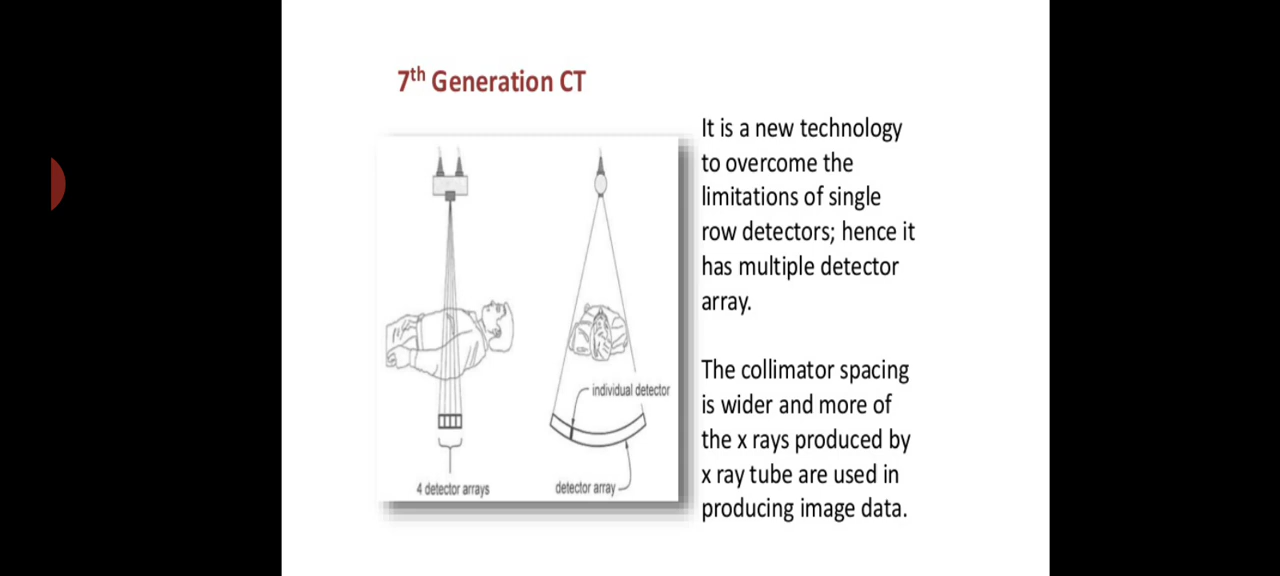 7th Generation CT
It is a new technology
to overcome the
limitations of single
row detectors; hence it
has multiple detector
array.
The collimator spacing
is wider and more of
the x rays produced by
x ray tube are used in
producing image data.
individual detector
4 detector arrays
detector array